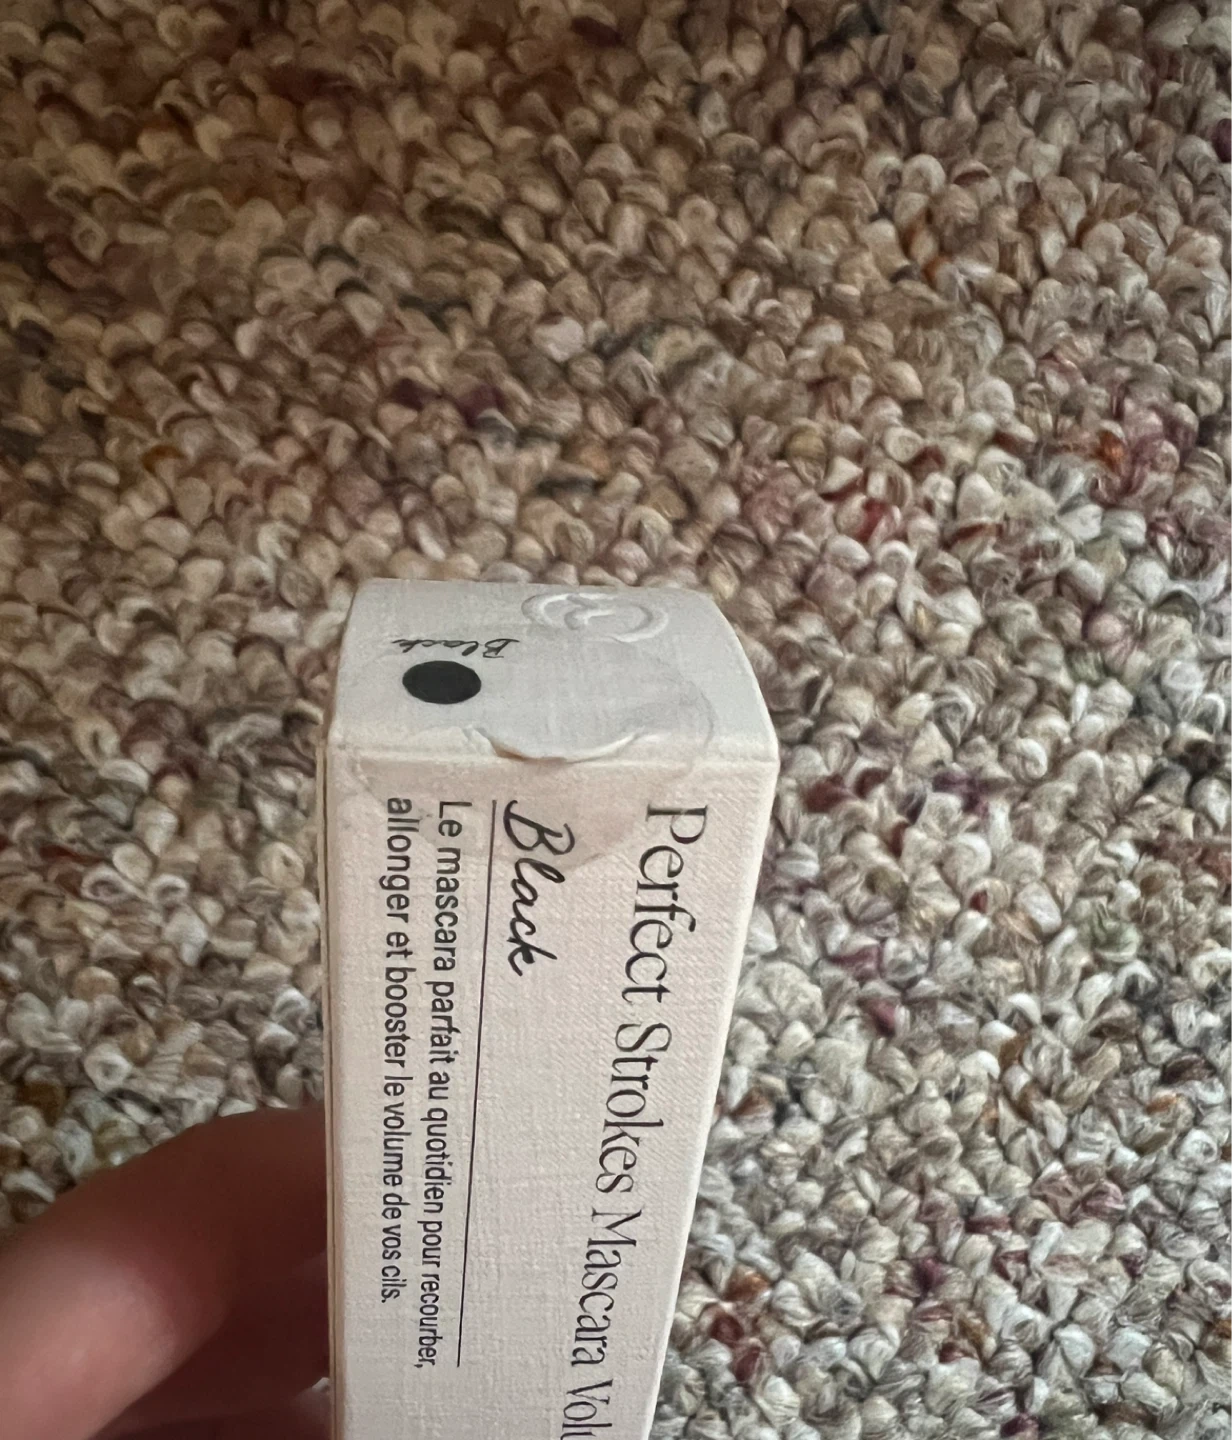 Black
Perfect Strokes Mascara
Black
Le mascara parfait au quotidien pour recourber,
allonger et booster le volume de vos cils.